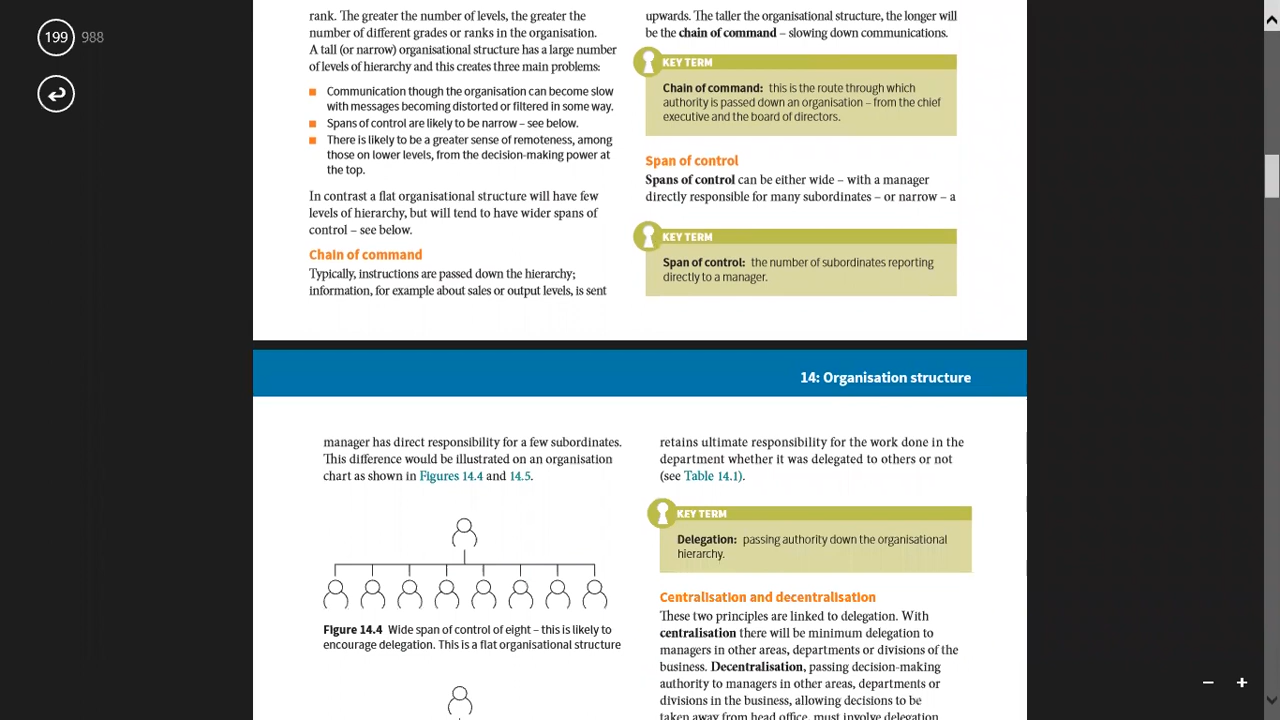 199 988
rank. The greater the number of levels, the greater the
number of different grades or ranks in the organisation.
A tall (or narrow) organisational structure has a large number
of levels of hierarchy and this creates three main problems:
Communication though the organisation can become slow
with messages becoming distorted or filtered in some way.
Spans of control are likely to be narrow – see below.
There is likely to be a greater sense of remoteness, among
those on lower levels, from the decision-making power at
the top.
In contrast a flat organisational structure will have few
levels of hierarchy, but will tend to have wider spans of
control – see below.
Chain of command
Typically, instructions are passed down the hierarchy;
information, for example about sales or output levels, is sent
upwards. The taller the organisational structure, the longer will
be the chain of command – slowing down communications.
KEY TERM
Chain of command: this is the route through which
authority is passed down an organisation – from the chief
executive and the board of directors.
Span of control
Spans of control can be either wide – with a manager
directly responsible for many subordinates – or narrow – a
KEY TERM
Span of control: the number of subordinates reporting
directly to a manager.
14: Organisation structure
manager has direct responsibility for a few subordinates.
This difference would be illustrated on an organisation
chart as shown in Figures 14.4 and 14.5.
Figure 14.4 Wide span of control of eight – this is likely to
encourage delegation. This is a flat organisational structure
retains ultimate responsibility for the work done in the
department whether it was delegated to others or not
(see Table 14.1).
KEY TERM
Delegation: passing authority down the organisational
hierarchy.
Centralisation and decentralisation
These two principles are linked to delegation. With
centralisation there will be minimum delegation to
managers in other areas, departments or divisions of the
business. Decentralisation, passing decision-making
authority to managers in other areas, departments or
divisions in the business, allowing decisions to be
taken away from head office, must involve delegation